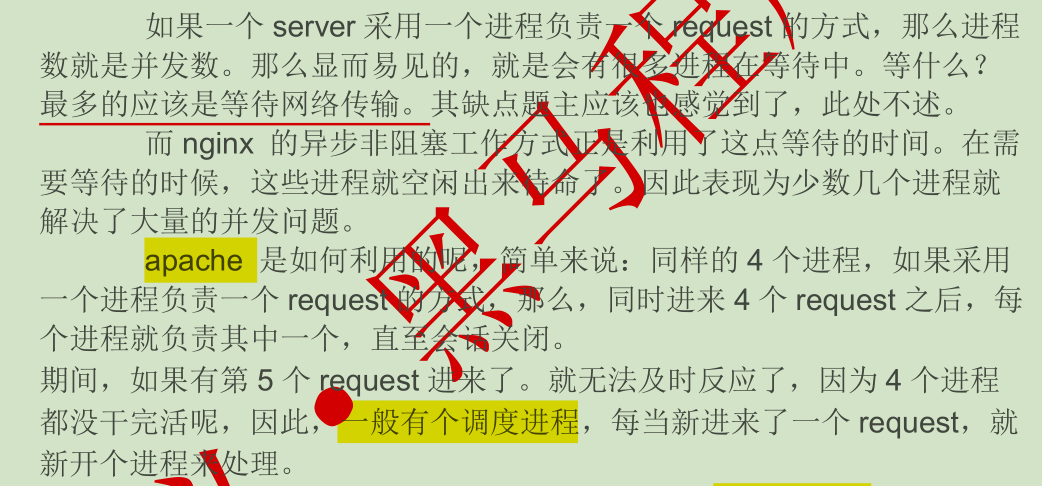 如果一个 server 采用一个进程负责一个 request 的方式，那么进程
数就是并发数。那么显而易见的，就是会有很多进程在等待中。等什么？
最多的应该是等待网络传输。其缺点题主应该也感觉到了，此处不述。
而 nginx 的异步非阻塞工作方式正是利用了这点等待的时间。在需
要等待的时候，这些进程就空闲出来待命了。因此表现为少数几个进程就
解决了大量的并发问题。
apache 是如何利用的呢，简单来说：同样的 4 个进程，如果采用
一个进程负责一个 request 的方式，那么，同时进来 4 个 request 之后，每
个进程就负责其中一个，直至会话关闭。
期间，如果有第 5 个 request 进来了。就无法及时反应了，因为 4 个进程
都没干完活呢，因此，一般有个调度进程，每当新进来了一个 request，就
新开个进程来处理。
黑马程